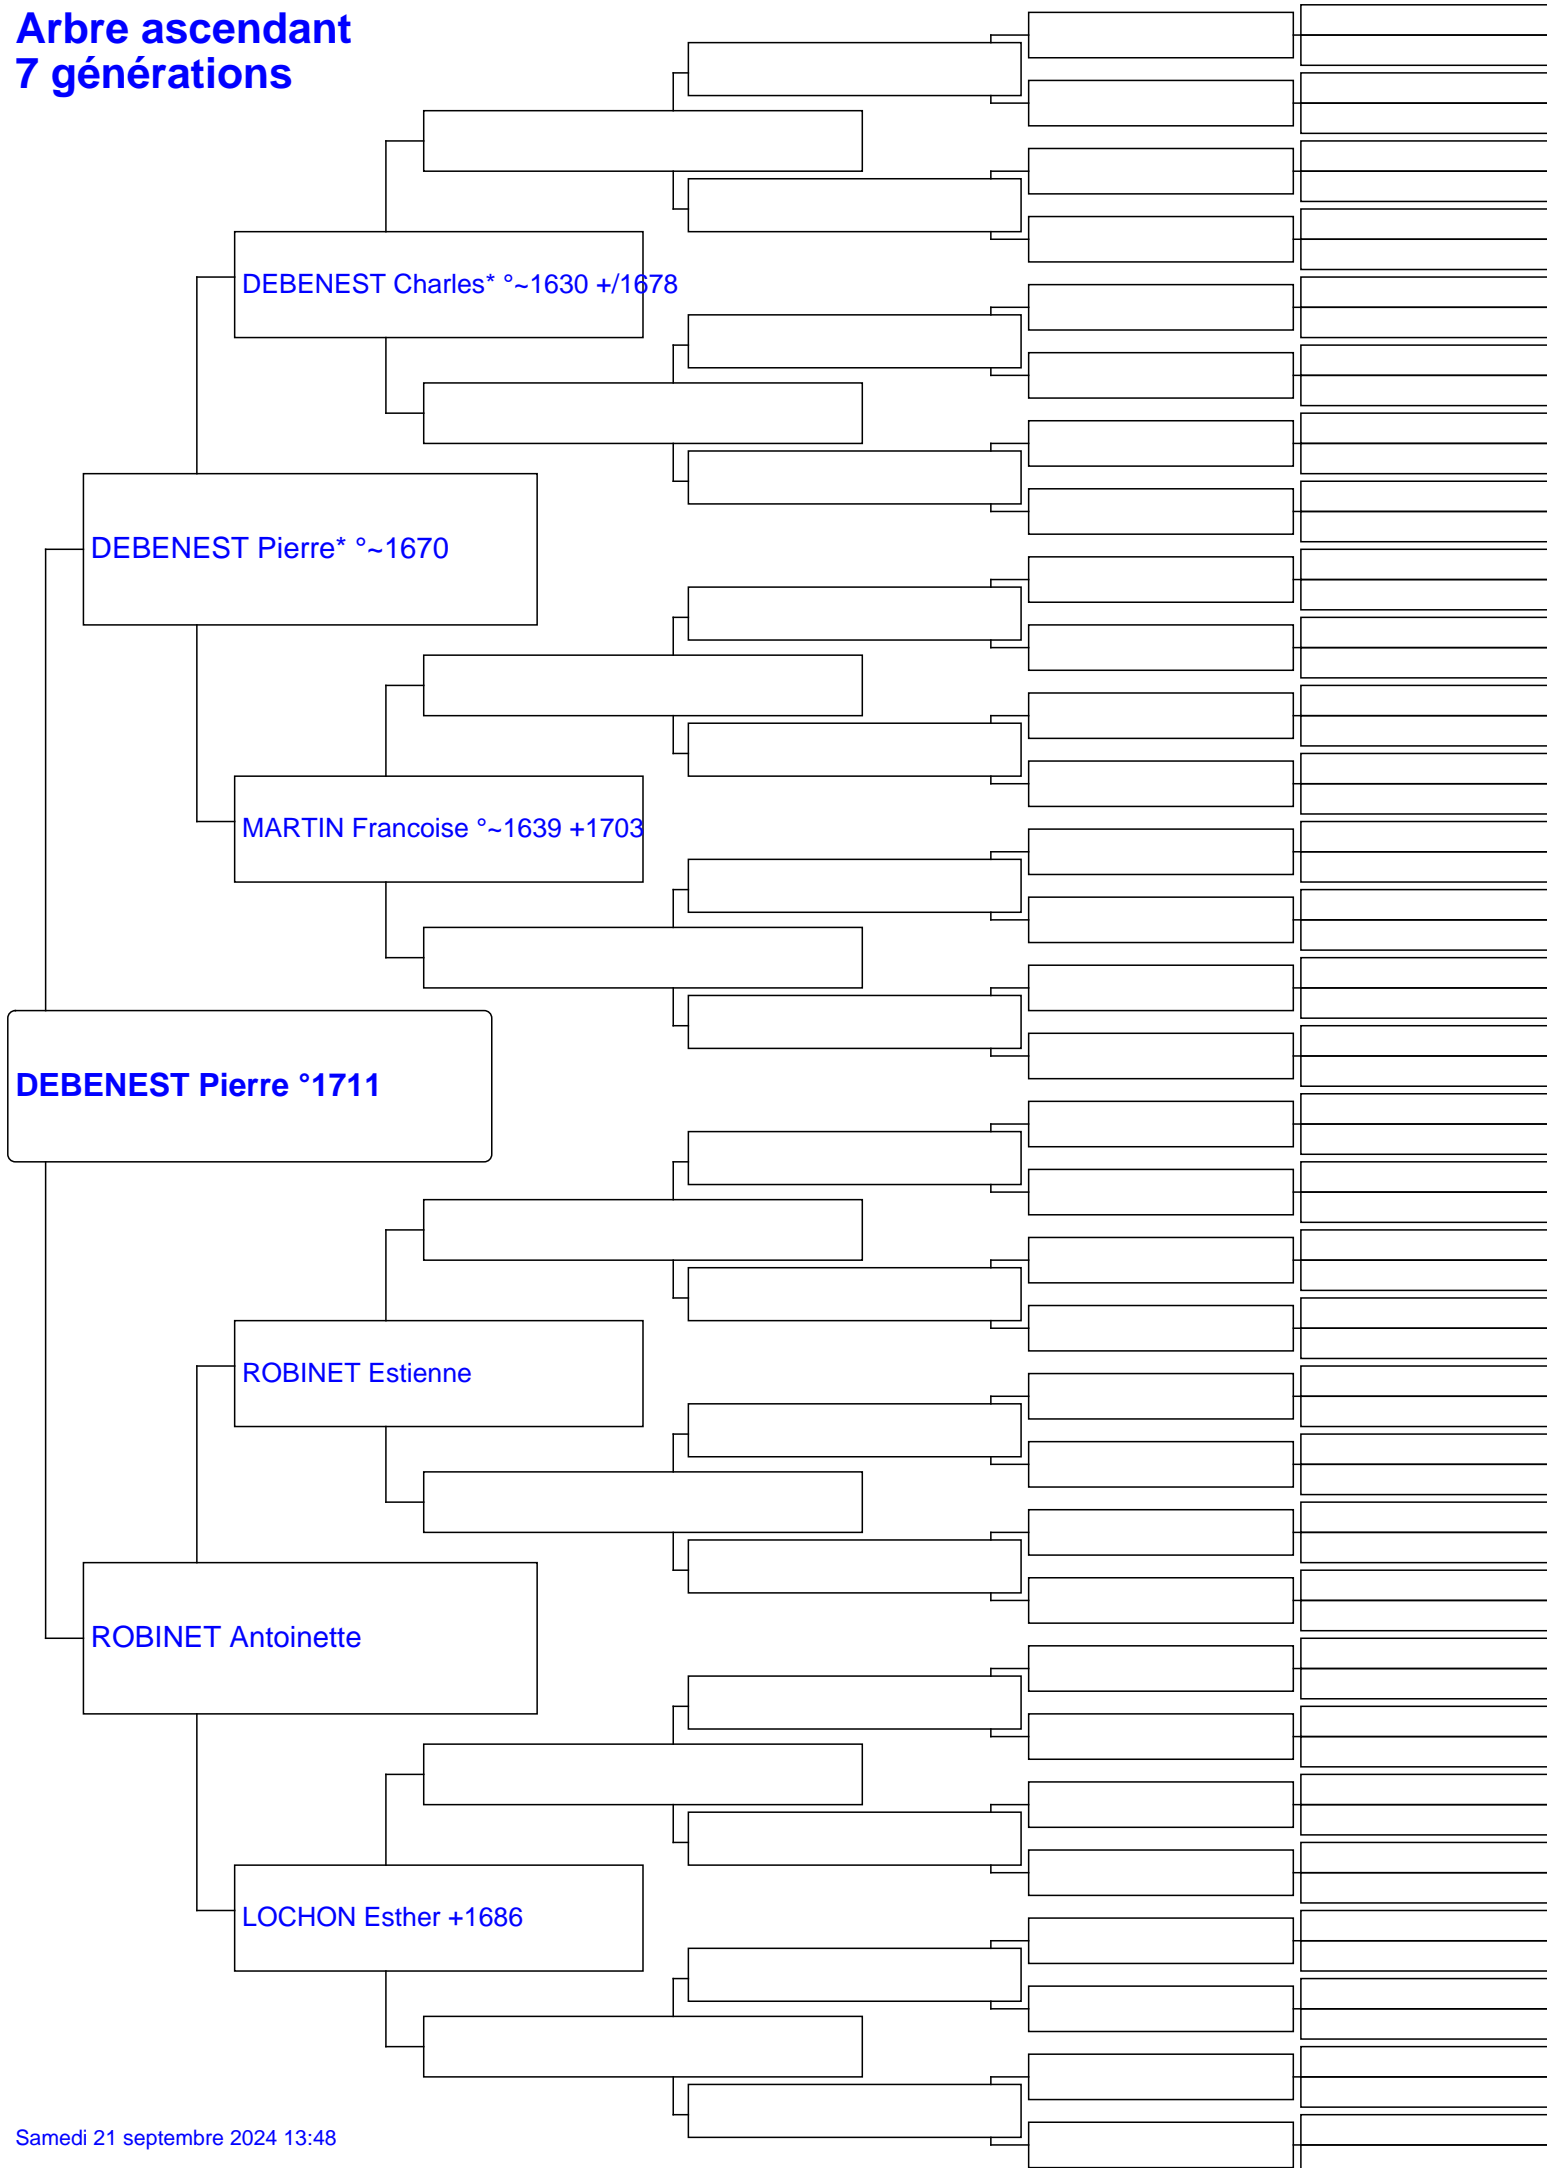 Arbre ascendant
7 générations
DEBENEST Charles* °~1630 +/1678
DEBENEST Pierre* °~1670
MARTIN Francoise °~1639 +1703
DEBENEST Pierre °1711
ROBINET Estienne
ROBINET Antoinette
LOCHON Esther +1686
Samedi 21 septembre 2024 13:48